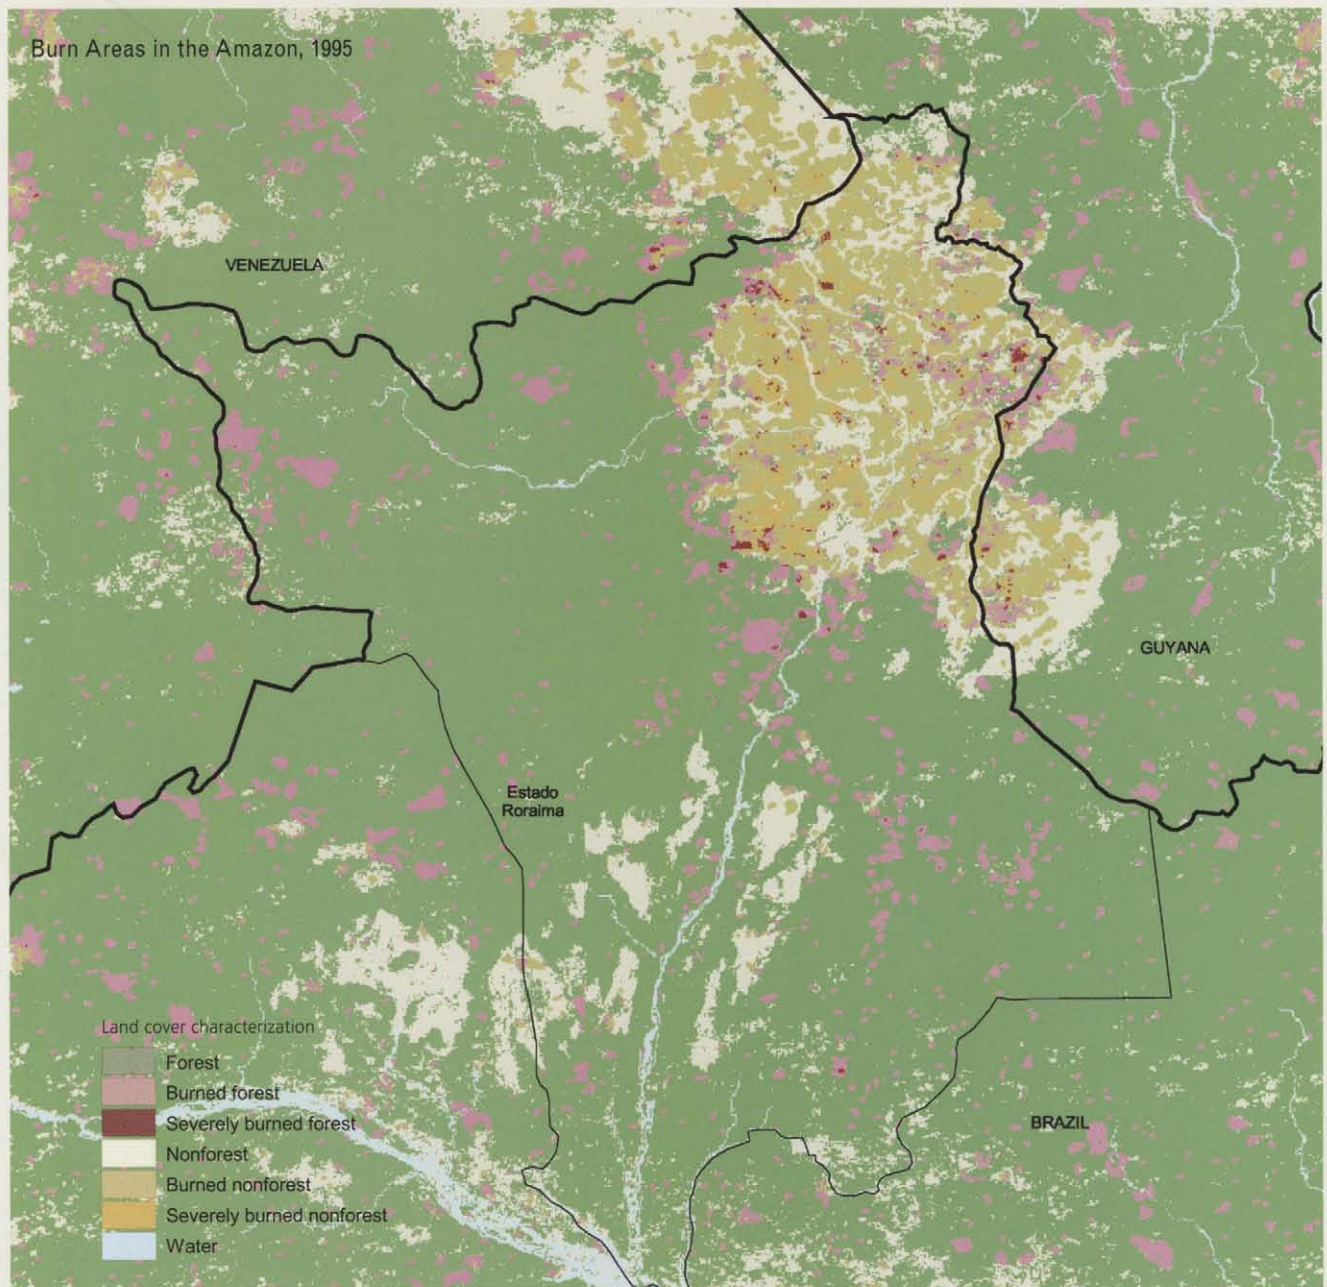 Burn Areas in the Amazon, 1995
VENEZUELA
GUYANA
Estado
Roraima
BRAZIL
Land cover characterization
Forest
Burned forest
Severely burned forest
Nonforest
Burned nonforest
Severely burned nonforest
Water